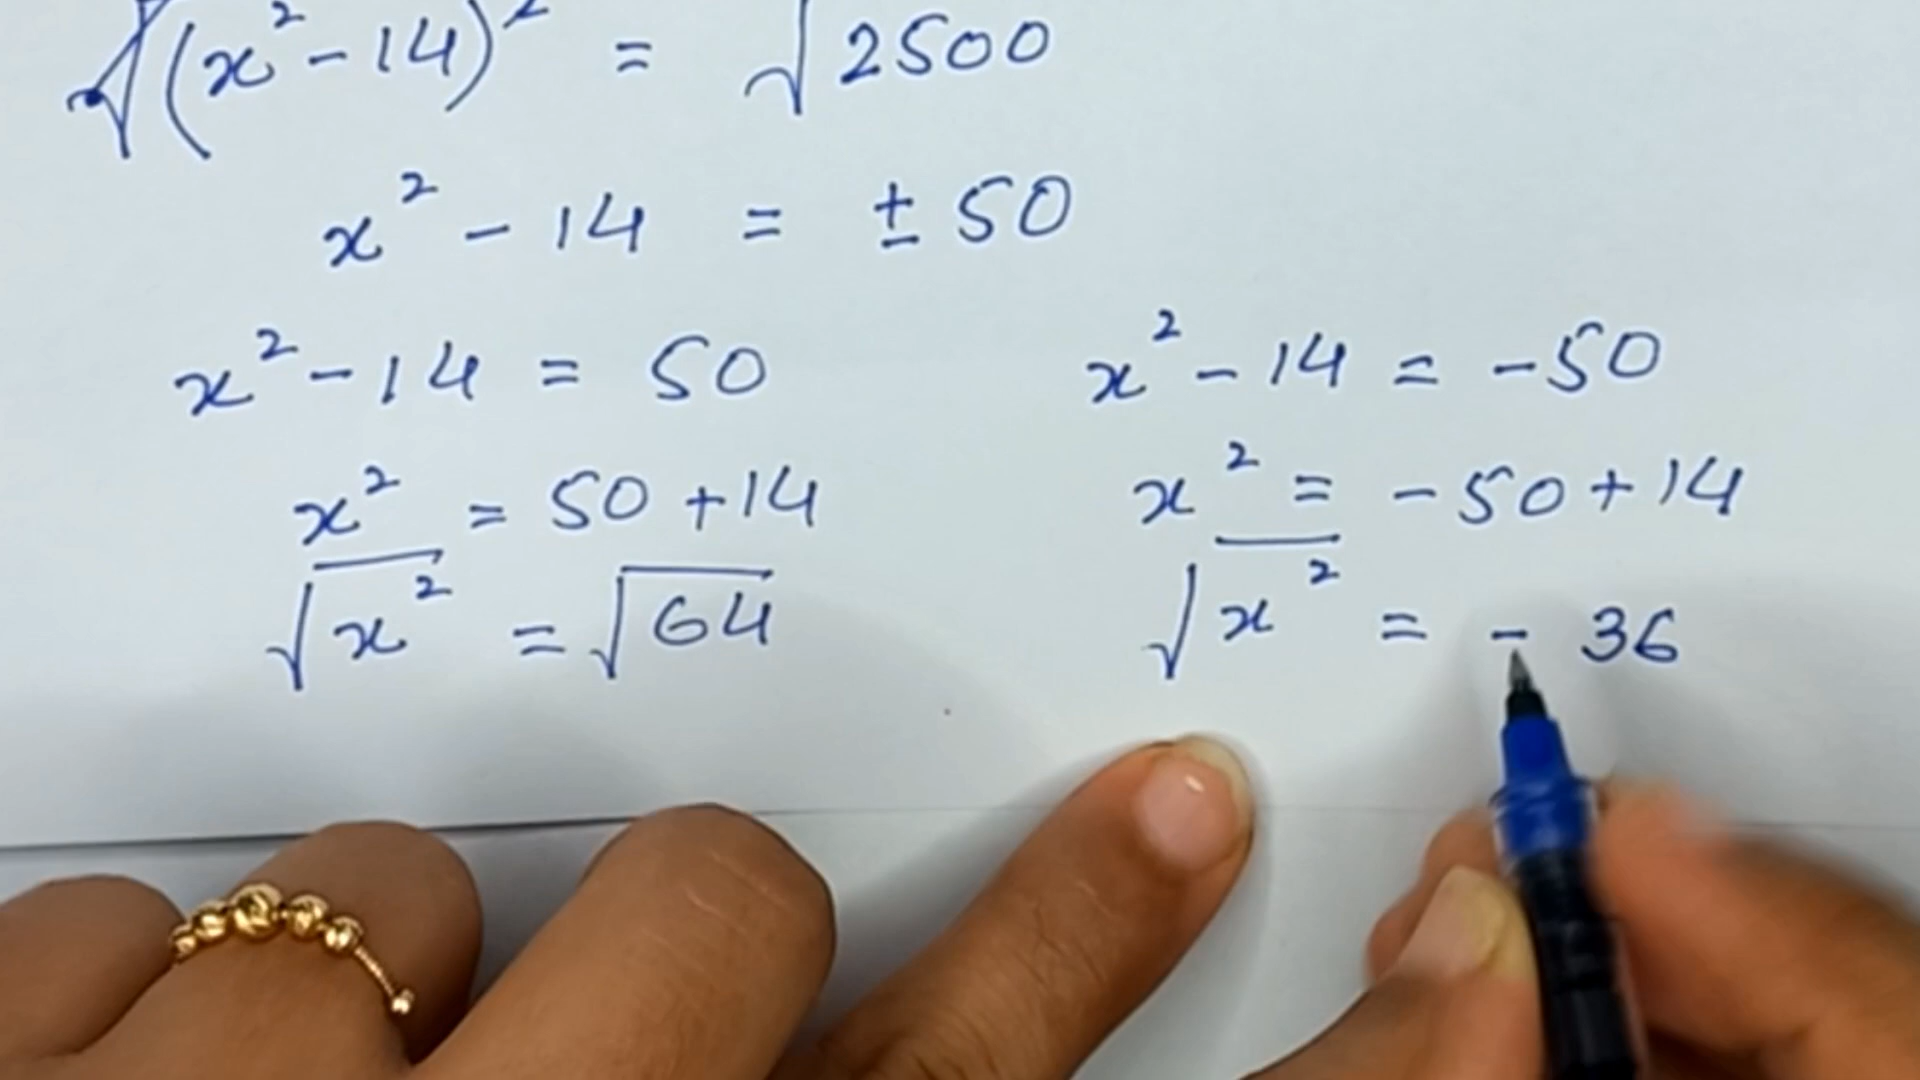 √(x² - 14)² = √2500
x² - 14 = ± 50
x² - 14 = 50
x² = 50 + 14
√x² = √64
x² - 14 = -50
x² = -50 + 14
√x² = - 36